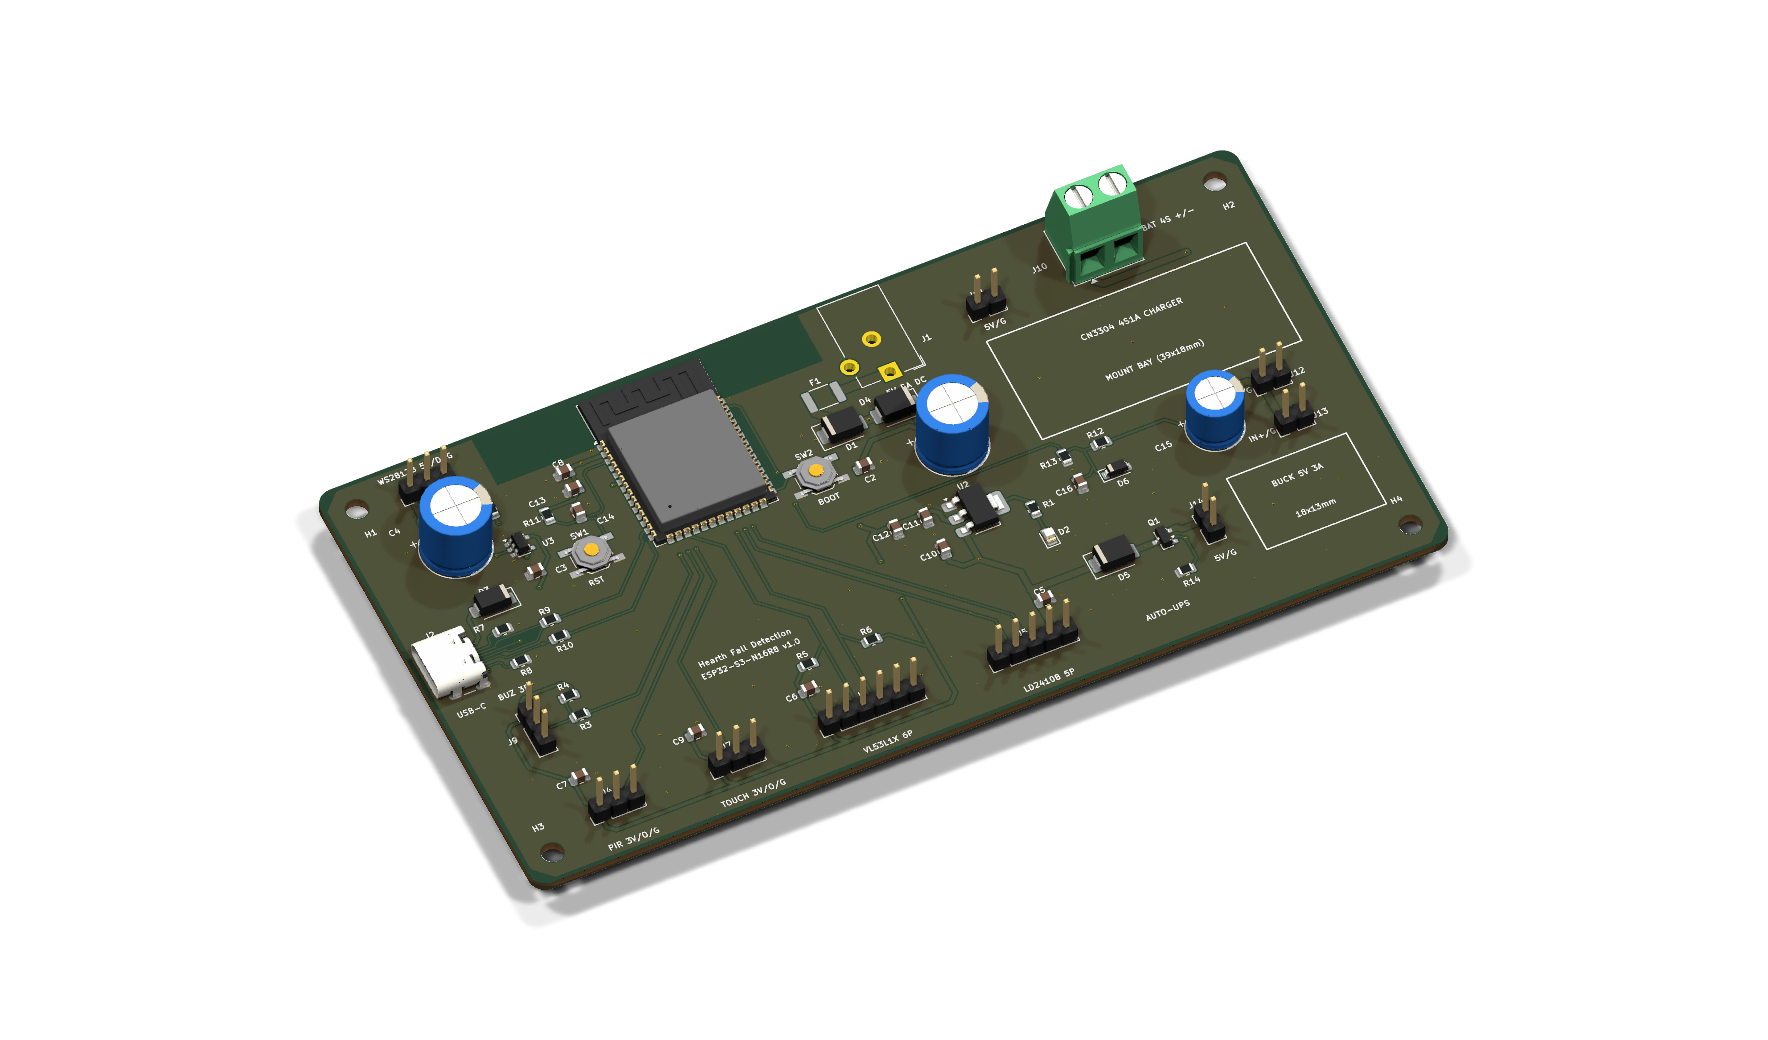 H2
BAT 4S +/-
J10
5V/G
CN3304 4S1A CHARGER
MOUNT BAY (39x18mm)
J1
F1
D4
D1
C2
SW2
BOOT
J12
J13
IN+/G
C15
R12
R13
C16
D6
BUCK 5V 3A
18x13mm
H4
U2
R1
D2
C11
C12
C10
Q1
5V/G
D5
R14
AUTO-UPS
H1
C4
C8
C13
R11
C14
U3
SW1
C3
RST
J2
R7
R9
R10
R8
USB-C
R4
R3
J9
C7
H3
PIR 3V/O/G
C9
TOUCH 3V/O/G
Hearth Fall Detection
ESP32-S3-N16R8 v1.0
R5
R6
C6
VL53L1X 6P
C5
LD2410B 5P